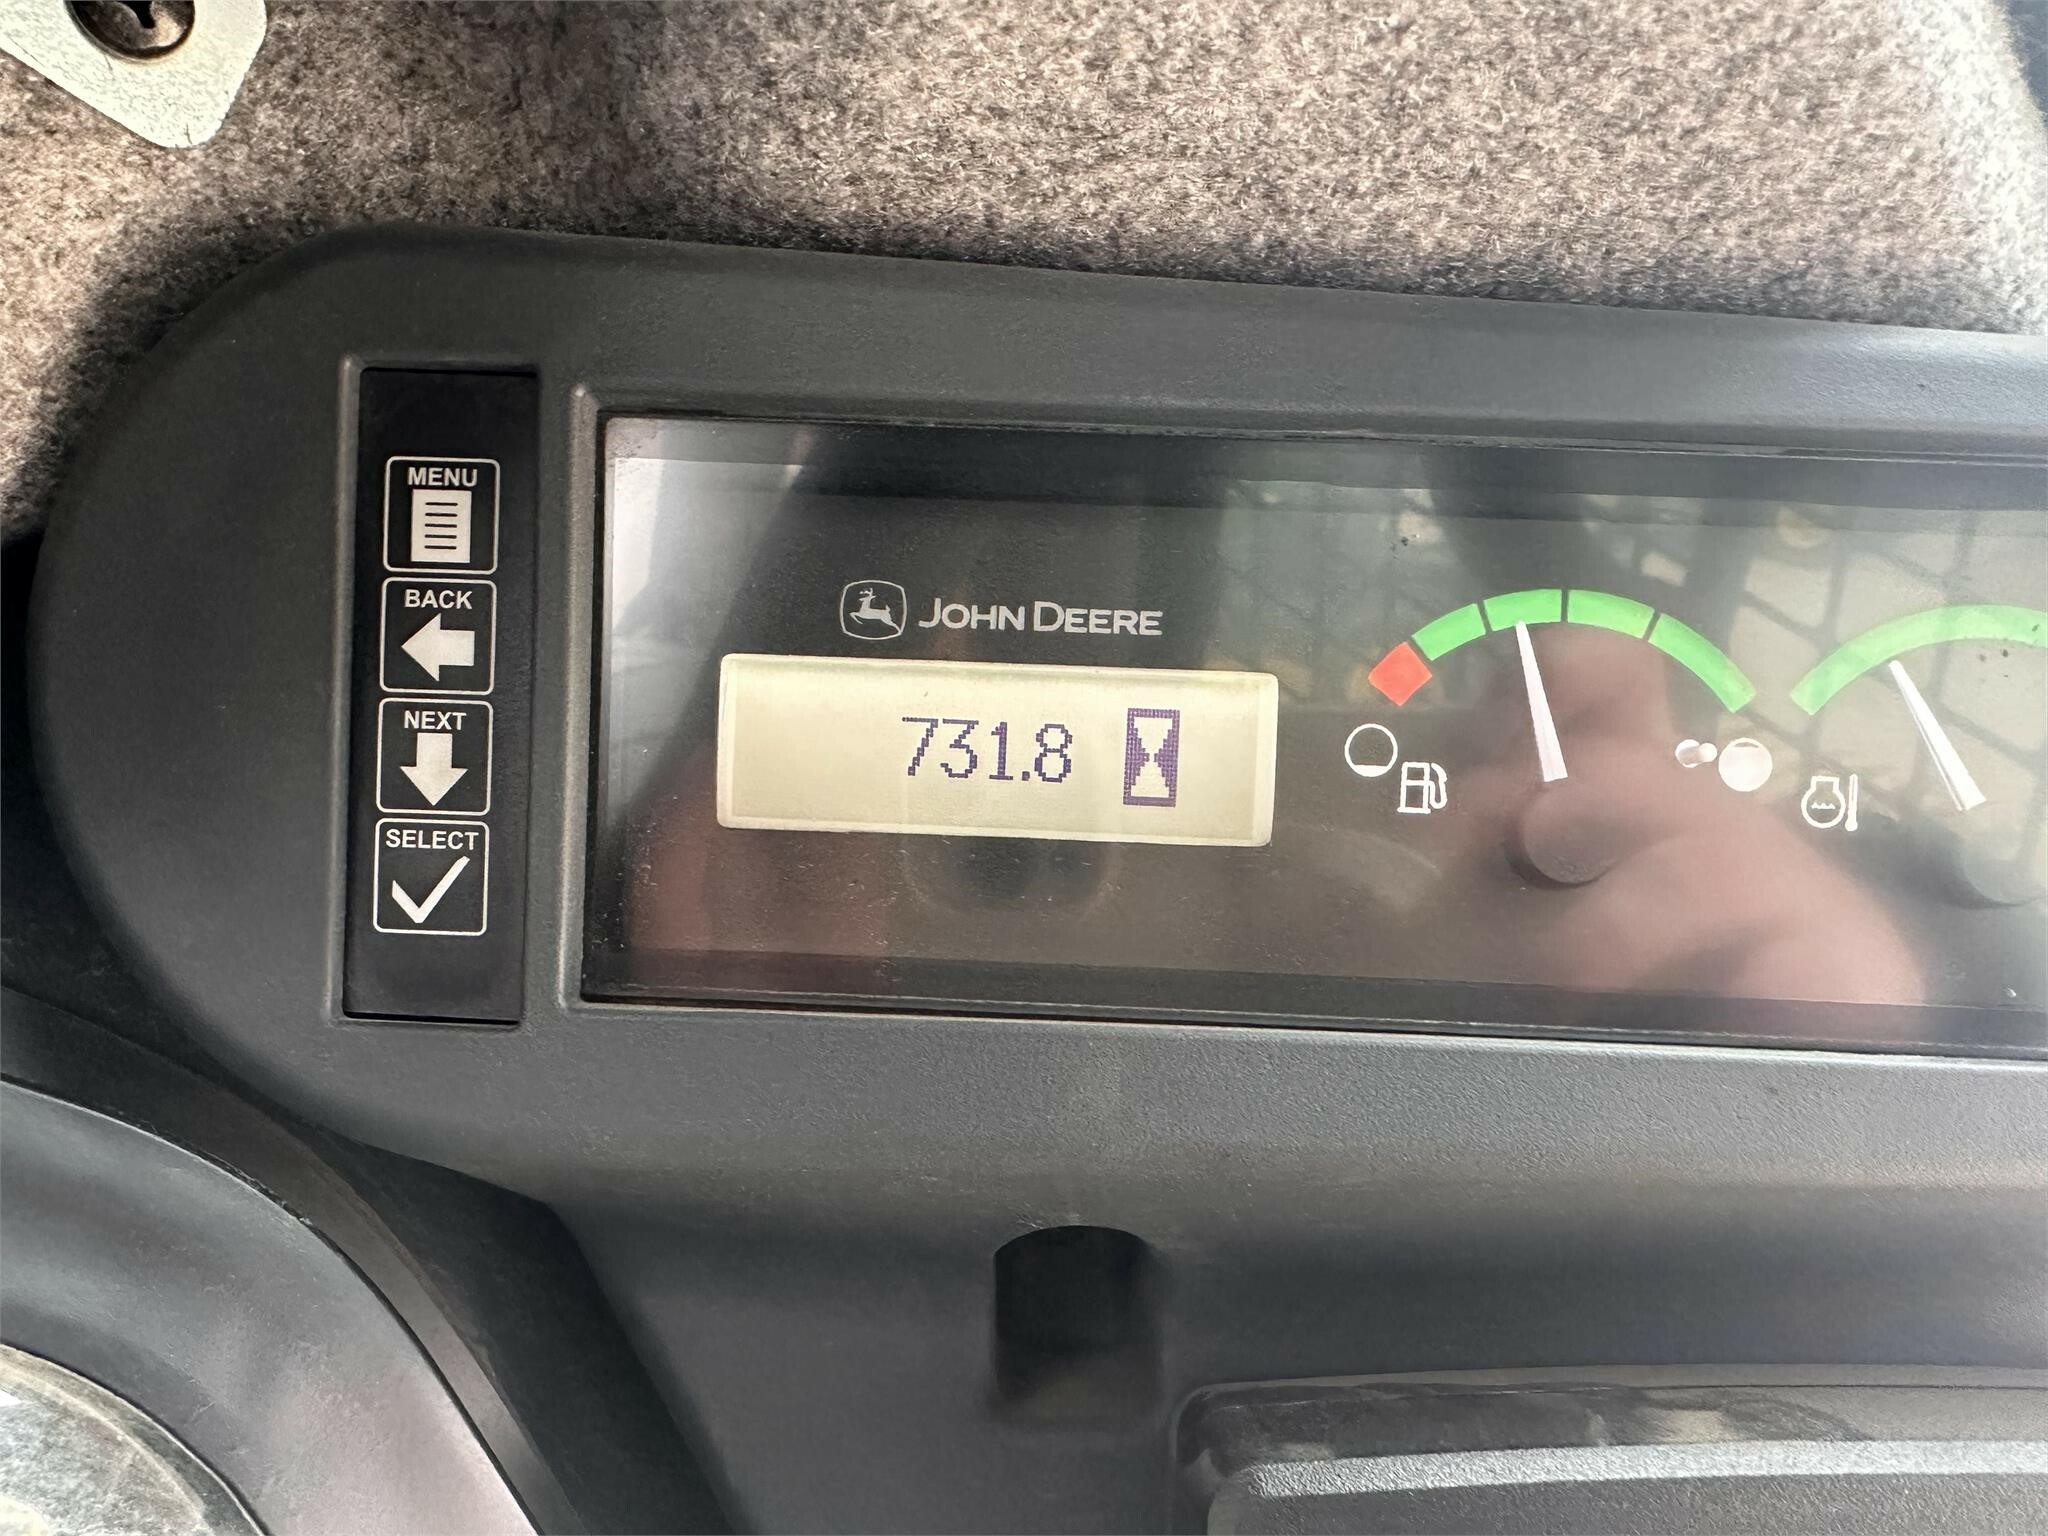 MENU
BACK
NEXT
SELECT
JOHN DEERE
731.8